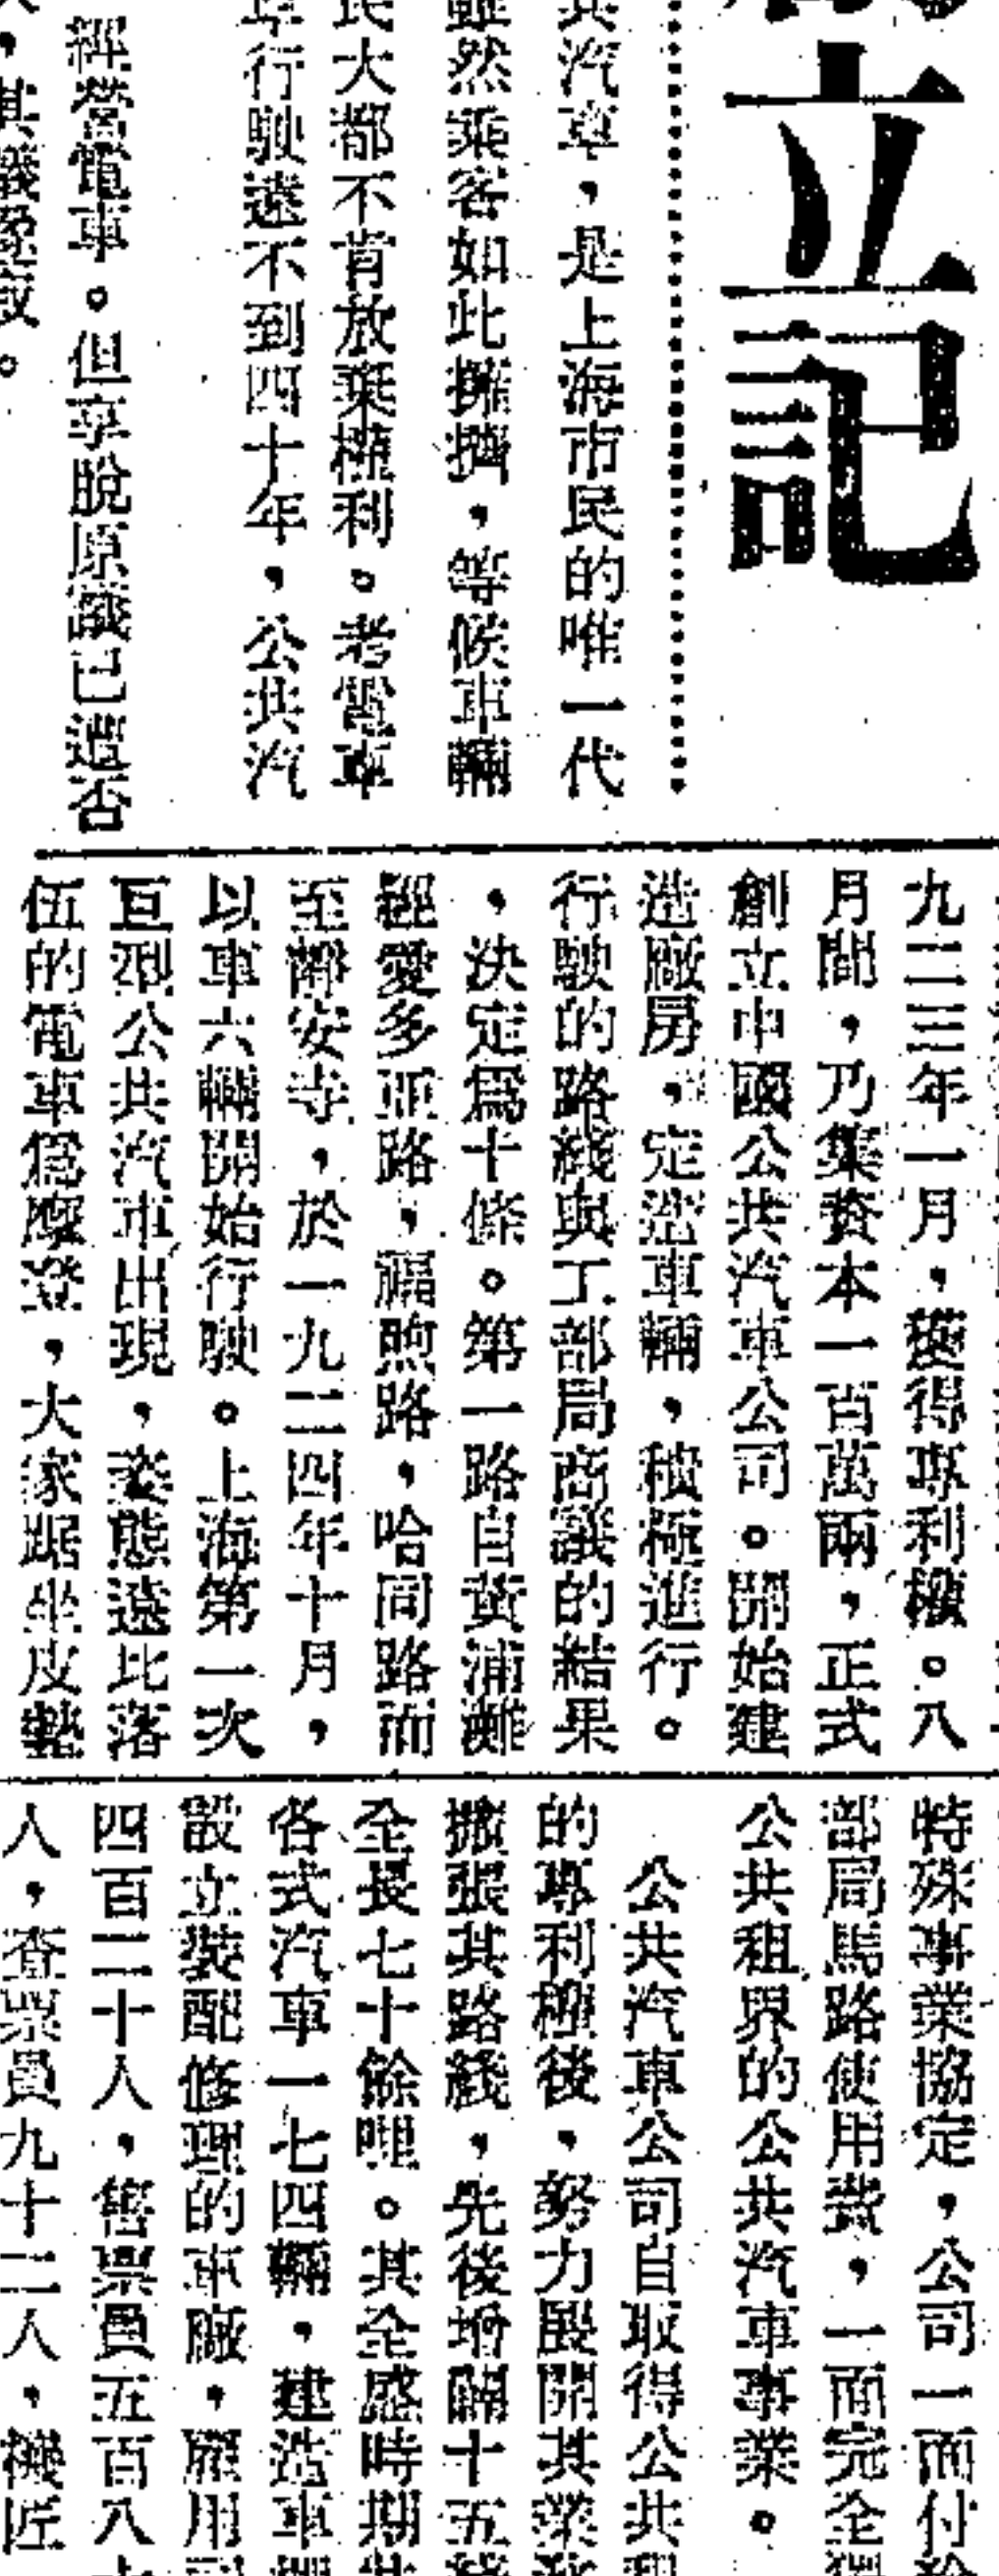 立記
共汽車，是上海市民的唯一代
雖然乘客如此擁擠，等候車輛
民大都不肯放棄權利。考電車
車行駛遠不到四十年，公共汽
經營電車。但享脫原議已遭否
，其議遂寢。
九二三年一月，獲得專利權。八
月間，乃集資本一百萬兩，正式
創立中國公共汽車公司。開始建
造廠房，定造車輛，積極進行。
行駛的路綫與工部局商議的結果
，決定爲十條。第一路自黃浦灘
經愛多亞路，福煦路，哈同路而
至靜安寺，於一九二四年十月，
以車六輛開始行駛。上海第一次
巨型公共汽車出現，姿態遠比落
伍的電車爲摩登，大家踞坐皮墊
特殊事業協定，公司一面付
部局馬路使用費，一面完全
公共租界的公共汽車事業。
公共汽車公司自取得公共
的專利權後，努力展開其業
擴張其路綫，先後增闢十五
全長七十餘哩。其全盛時期
各式汽車一七四輛，建造車
設立裝配修理的車廠，雇用
四百二十人，售票員五百八
人，查票員九十二人，機匠